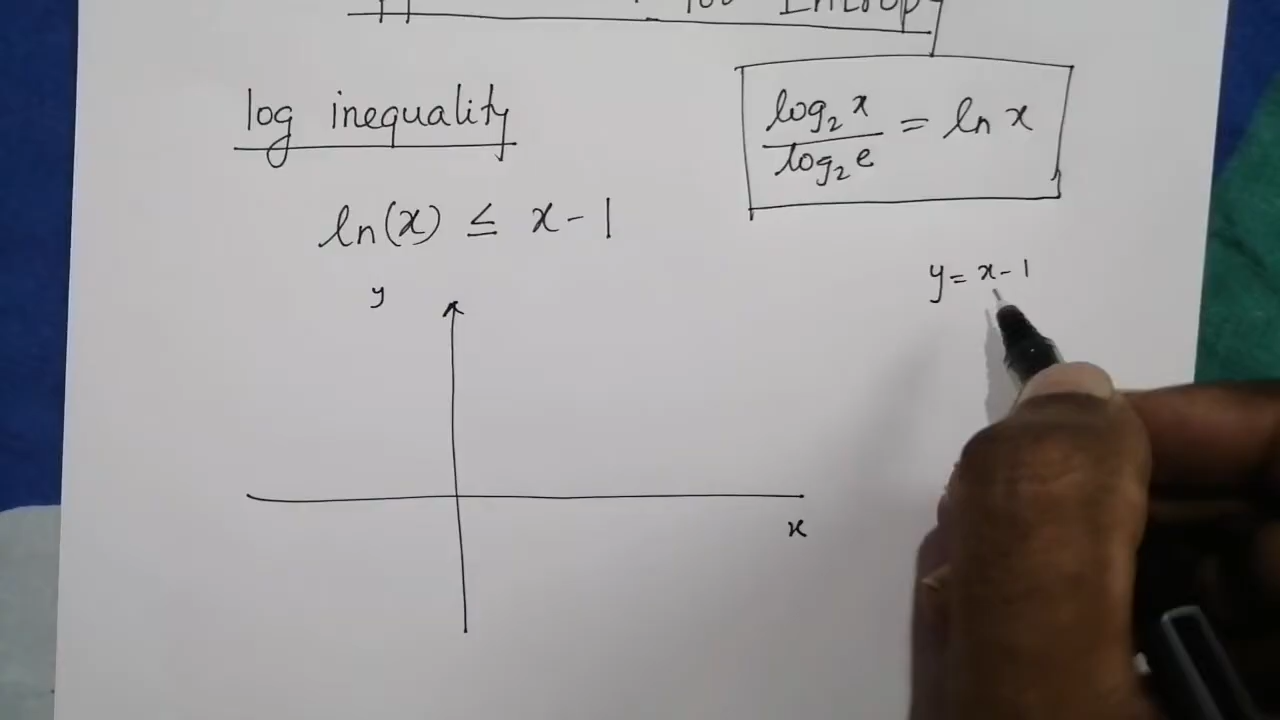 log inequality
log₂ x / log₂ e = ln x
ln(x) ≤ x - 1
y = x - 1
y
x